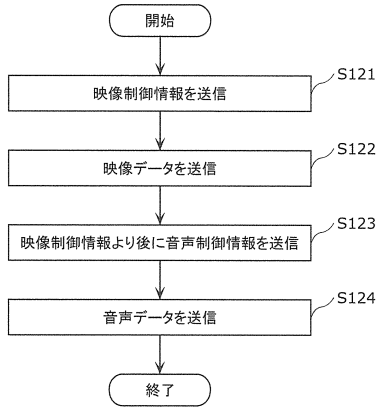 開始
S121
映像制御情報を送信
S122
映像データを送信
S123
映像制御情報より後に音声制御情報を送信
S124
音声データを送信
終了